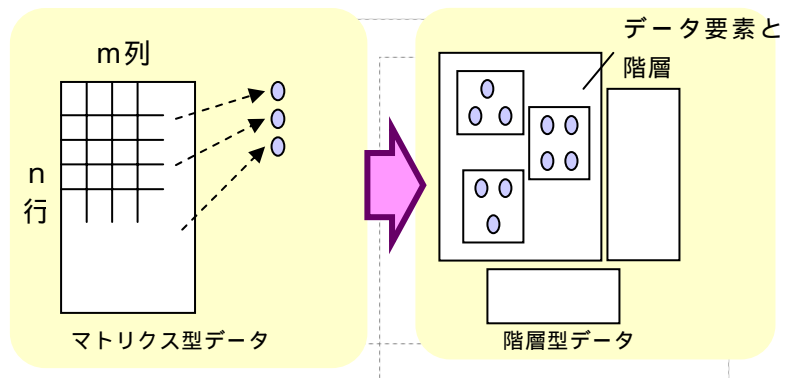 m列
n
行
マトリクス型データ
データ要素と
階層
階層型データ